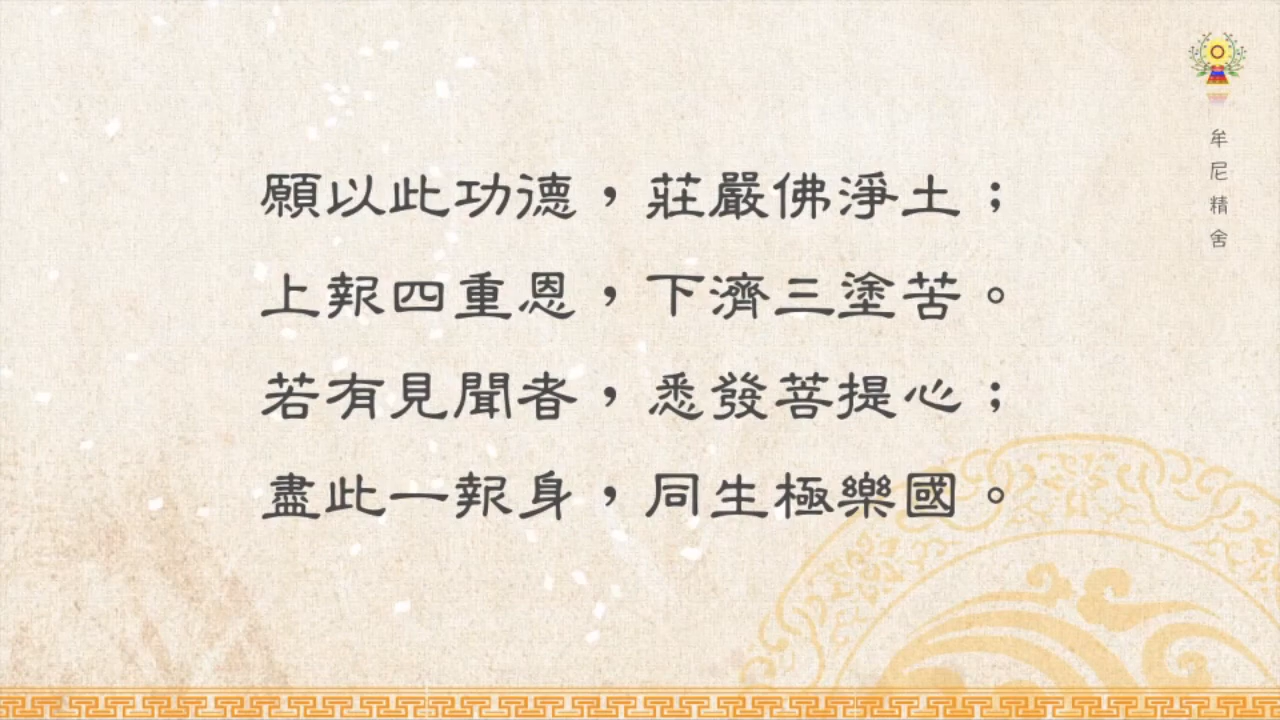 願以此功德，莊嚴佛淨土；
上報四重恩，下濟三塗苦。
若有見聞者，悉發菩提心；
盡此一報身，同生極樂國。
牟尼精舍